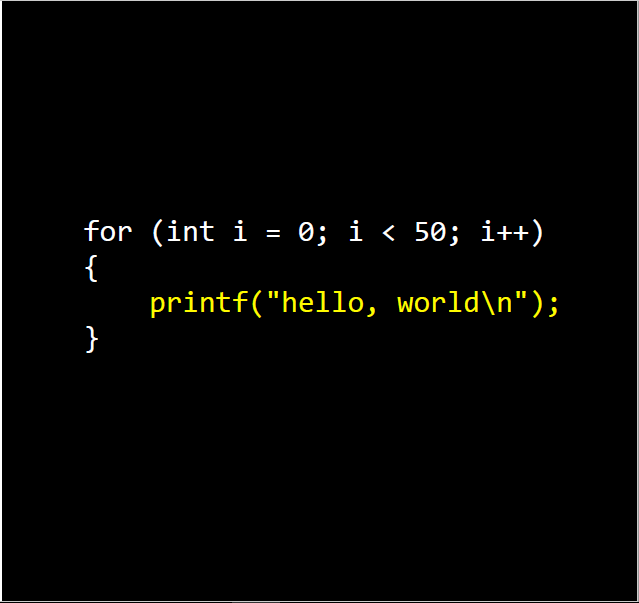 for (int i = 0; i < 50; i++)
{
    printf("hello, world\n");
}